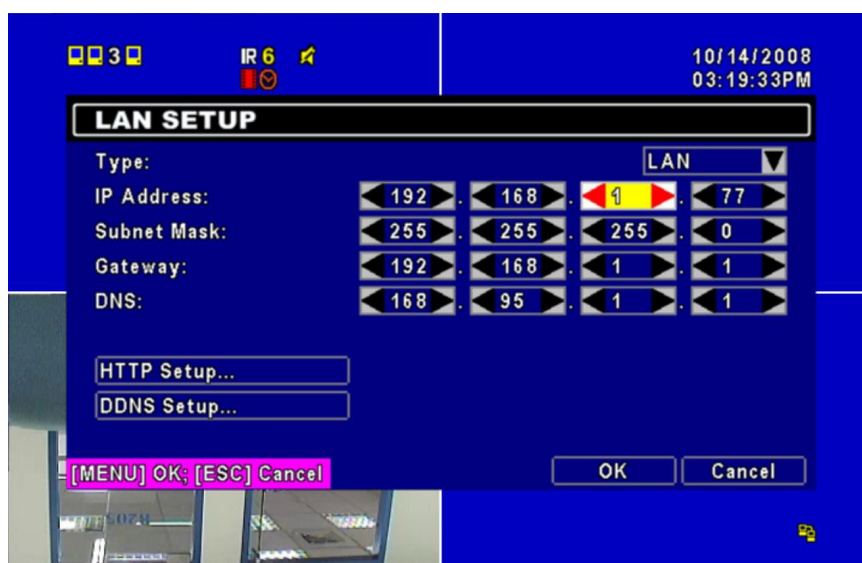 3 IR 6 10/14/2008
03:19:33PM
LAN SETUP
Type: LAN
IP Address: 192 . 168 . 1 . 77
Subnet Mask: 255 . 255 . 255 . 0
Gateway: 192 . 168 . 1 . 1
DNS: 168 . 95 . 1 . 1
HTTP Setup...
DDNS Setup...
[MENU] OK; [ESC] Cancel OK Cancel